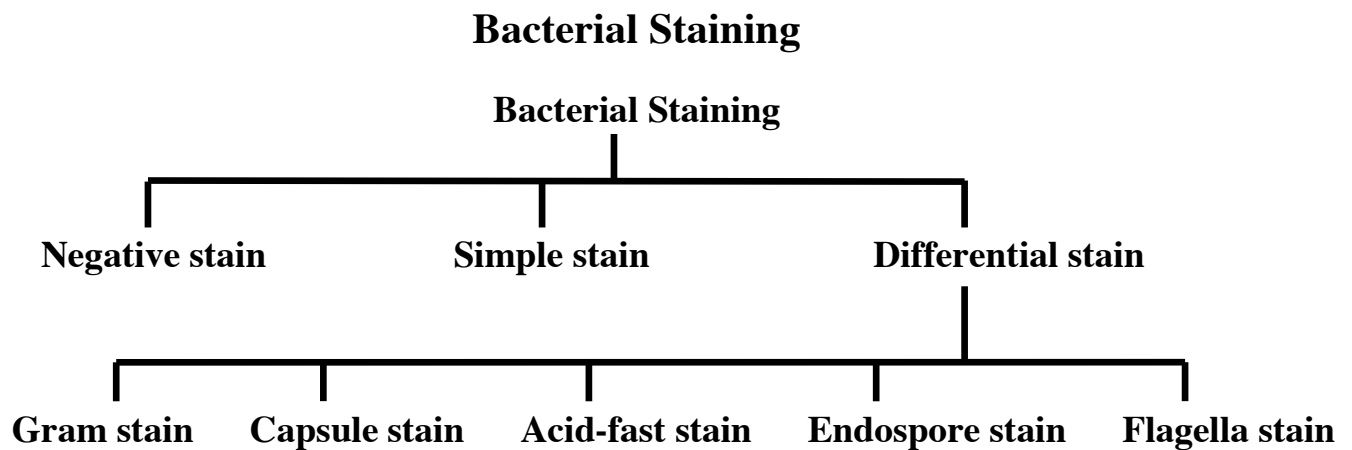 Bacterial Staining
Bacterial Staining
Negative stain Simple stain Differential stain
Gram stain Capsule stain Acid-fast stain Endospore stain Flagella stain